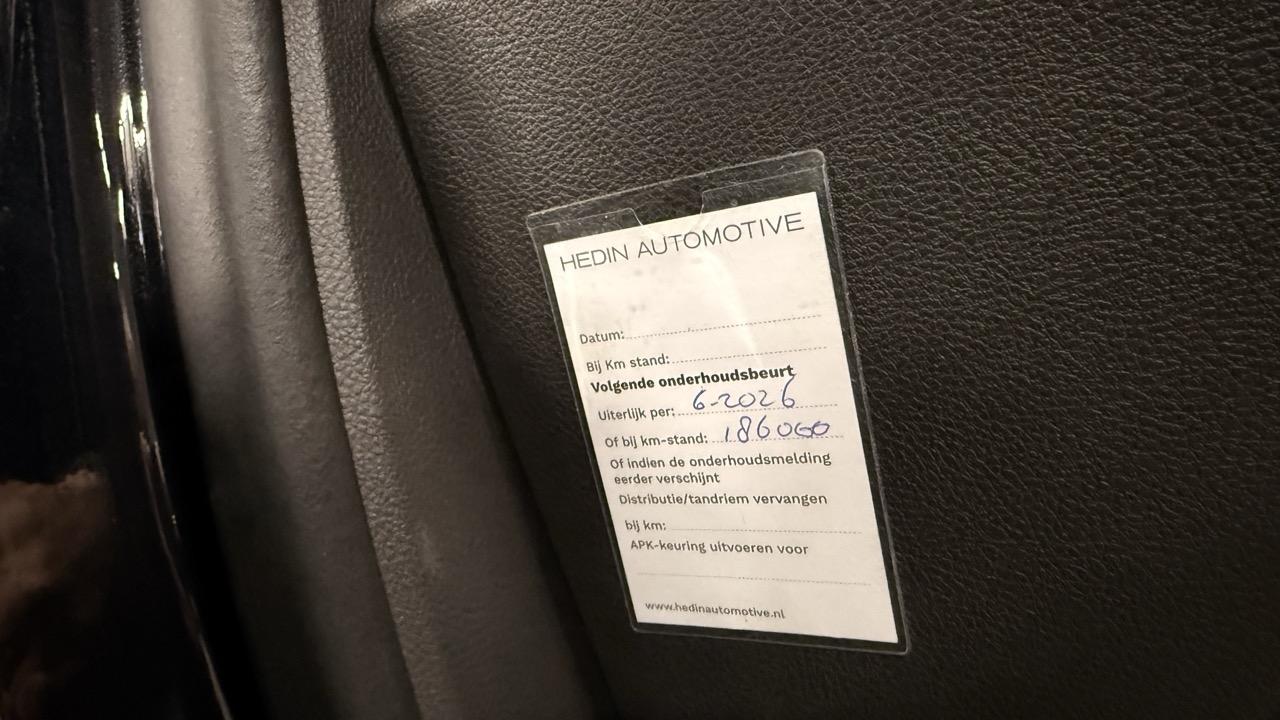 HEDIN AUTOMOTIVE
Datum:
Bij Km stand:
Volgende onderhoudsbeurt
Uiterlijk per: 6-2026
Of bij km-stand: 186000
Of indien de onderhoudsmelding
eerder verschijnt
Distributie/tandriem vervangen
bij km:
APK-keuring uitvoeren voor
www.hedinautomotive.nl